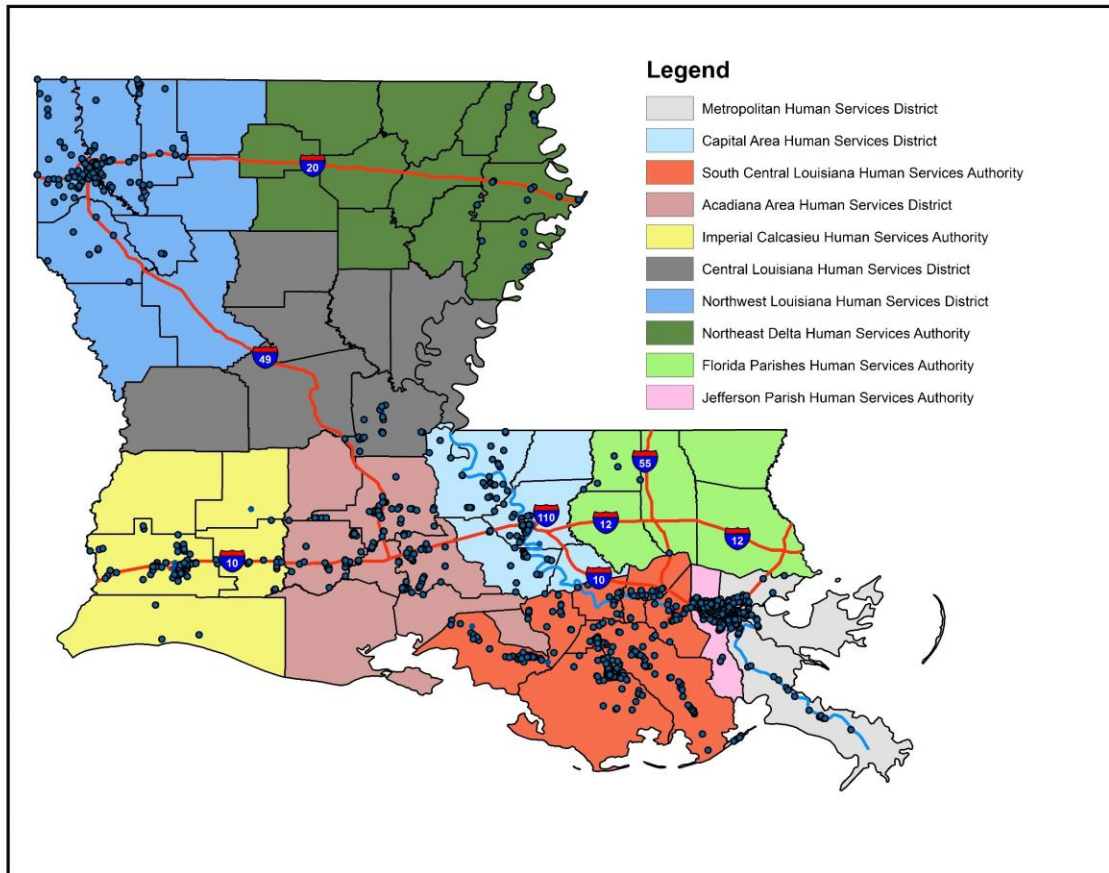 Legend
Metropolitan Human Services District
Capital Area Human Services District
South Central Louisiana Human Services Authority
Acadiana Area Human Services District
Imperial Calcasieu Human Services Authority
Central Louisiana Human Services District
Northwest Louisiana Human Services District
Northeast Delta Human Services Authority
Florida Parishes Human Services Authority
Jefferson Parish Human Services Authority
20
49
55
110
12
12
10
10